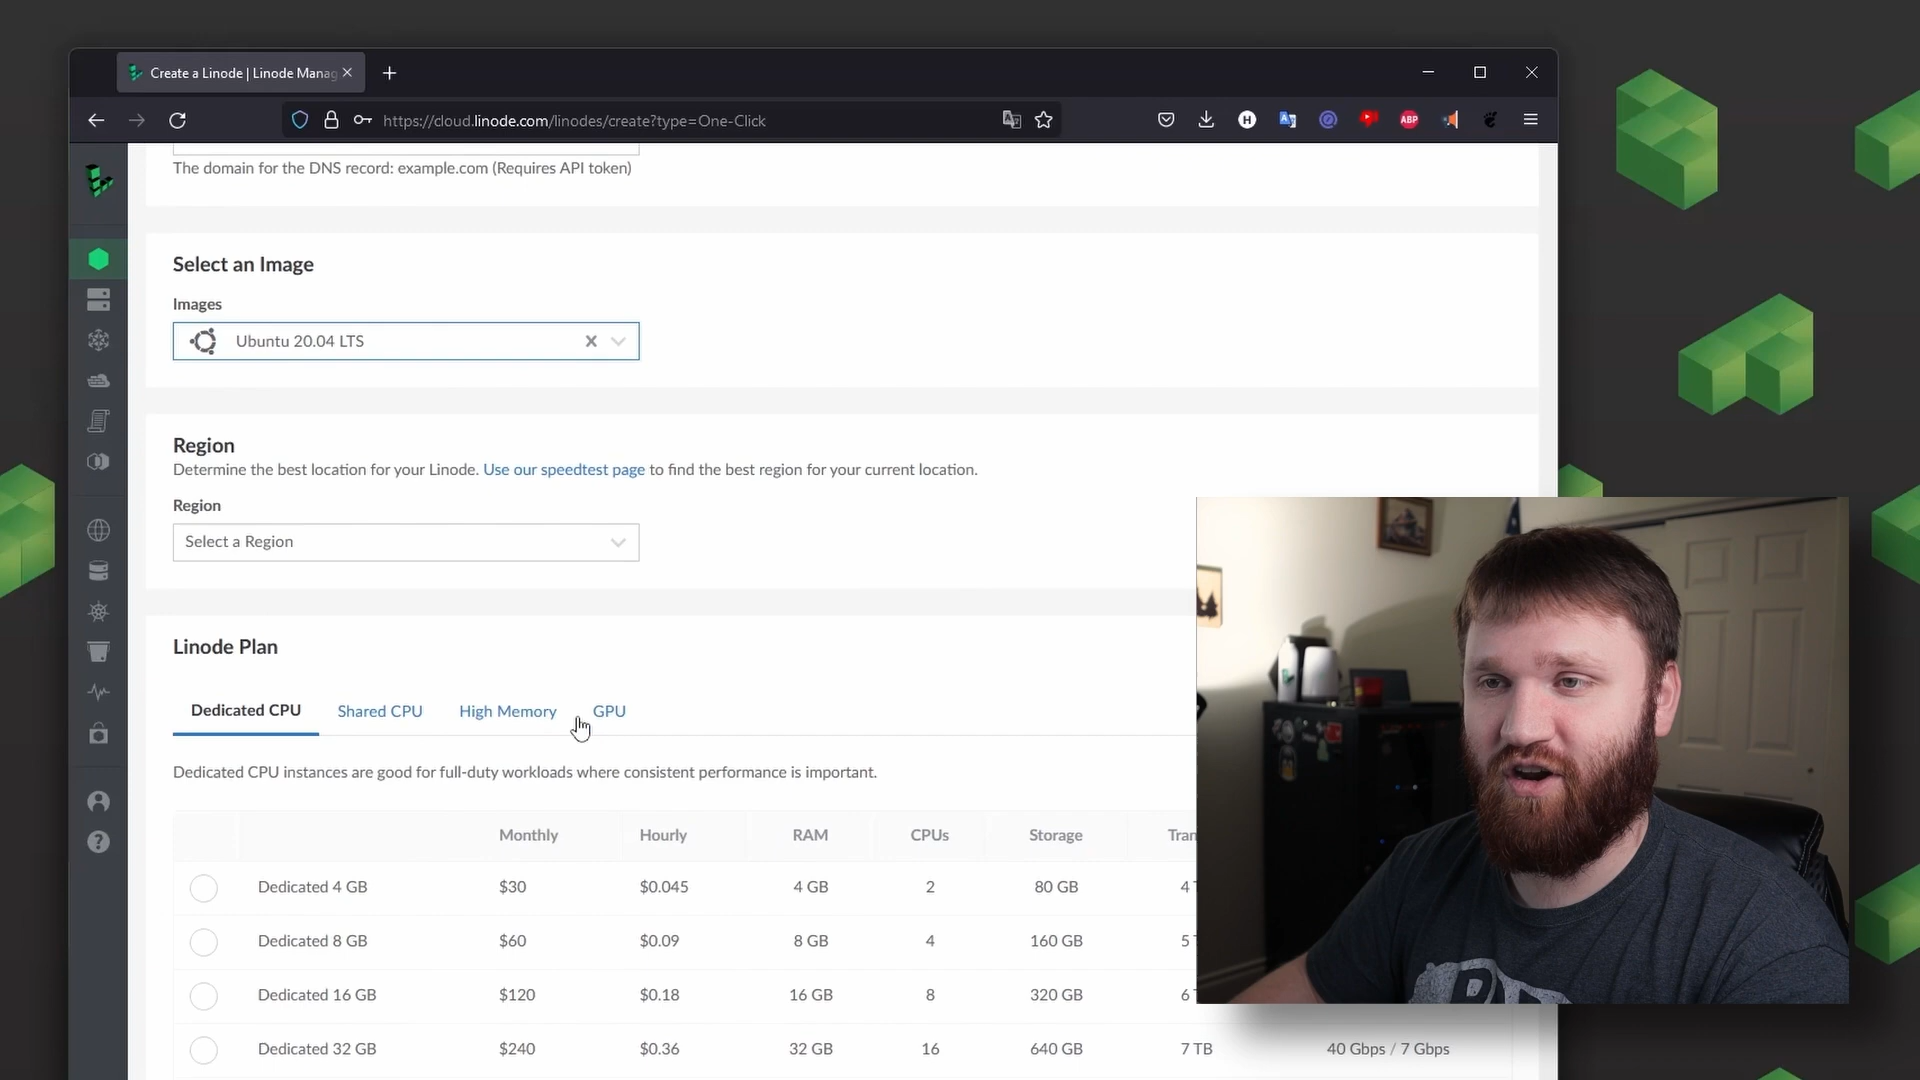 Create a Linode | Linode Manag
https://cloud.linode.com/linodes/create?type=One-Click
H
ABP
The domain for the DNS record: example.com (Requires API token)
Select an Image
Images
Ubuntu 20.04 LTS
Region
Determine the best location for your Linode. Use our speedtest page to find the best region for your current location.
Region
Select a Region
Linode Plan
Dedicated CPU Shared CPU High Memory GPU
Dedicated CPU instances are good for full-duty workloads where consistent performance is important.
Monthly Hourly RAM CPUs Storage Tran
Dedicated 4 GB $30 $0.045 4 GB 2 80 GB 4 T
Dedicated 8 GB $60 $0.09 8 GB 4 160 GB 5 T
Dedicated 16 GB $120 $0.18 16 GB 8 320 GB 6 T
Dedicated 32 GB $240 $0.36 32 GB 16 640 GB 7 TB 40 Gbps / 7 Gbps